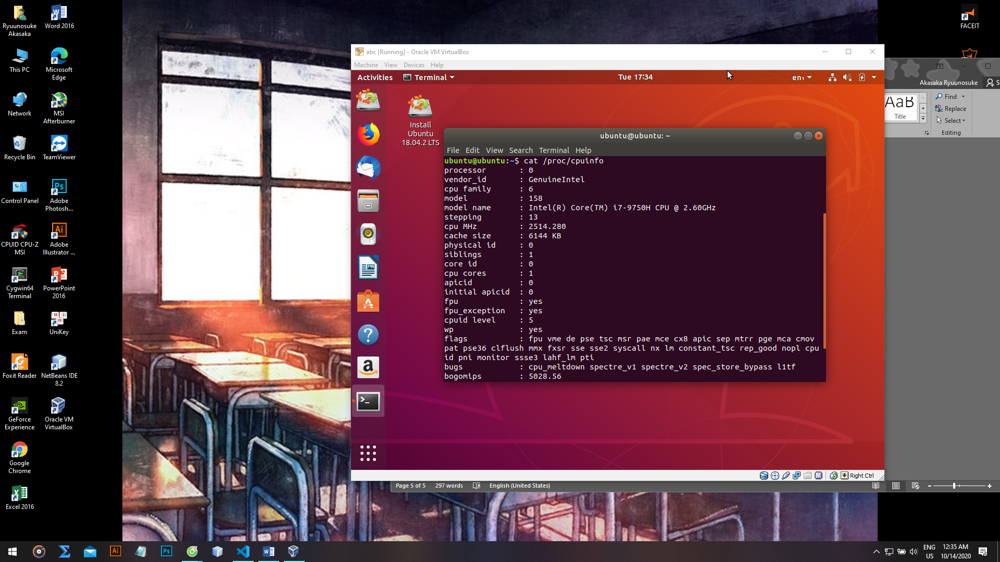 Ryuunosuke
Akasaka
Word 2016
This PC
Microsoft
Edge
Network
MSI
Afterburner
Recycle Bin
TeamViewer
Control Panel
Adobe
Photosh...
CPUID CPU-Z
MSI
Adobe
Illustrator ...
Cygwin64
Terminal
PowerPoint
2016
Exam
UniKey
Foxit Reader
NetBeans IDE
8.2
GeForce
Experience
Oracle VM
VirtualBox
Google
Chrome
Excel 2016
FACEIT
abc [Running] - Oracle VM VirtualBox
Machine View Devices Help
Activities Terminal Tue 17:34 en₁
Install
Ubuntu
18.04.2 LTS
ubuntu@ubuntu: ~
File Edit View Search Terminal Help
ubuntu@ubuntu:~$ cat /proc/cpuinfo
processor : 0
vendor_id : GenuineIntel
cpu family : 6
model : 158
model name : Intel(R) Core(TM) i7-9750H CPU @ 2.60GHz
stepping : 13
cpu MHz : 2514.280
cache size : 6144 KB
physical id : 0
siblings : 1
core id : 0
cpu cores : 1
apicid : 0
initial apicid : 0
fpu : yes
fpu_exception : yes
cpuid level : 5
wp : yes
flags : fpu vme de pse tsc msr pae mce cx8 apic sep mtrr pge mca cmov
pat pse36 clflush mmx fxsr sse sse2 syscall nx lm constant_tsc rep_good nopl cpu
id pni monitor ssse3 lahf_lm pti
bugs : cpu_meltdown spectre_v1 spectre_v2 spec_store_bypass l1tf
bogomips : 5028.56
Right Ctrl
Akasaka Ryuunosuke S
AaB
Title
Find
Replace
Select
Editing
Page 5 of 5 297 words English (United States)
ENG
US
12:35 AM
10/14/2020